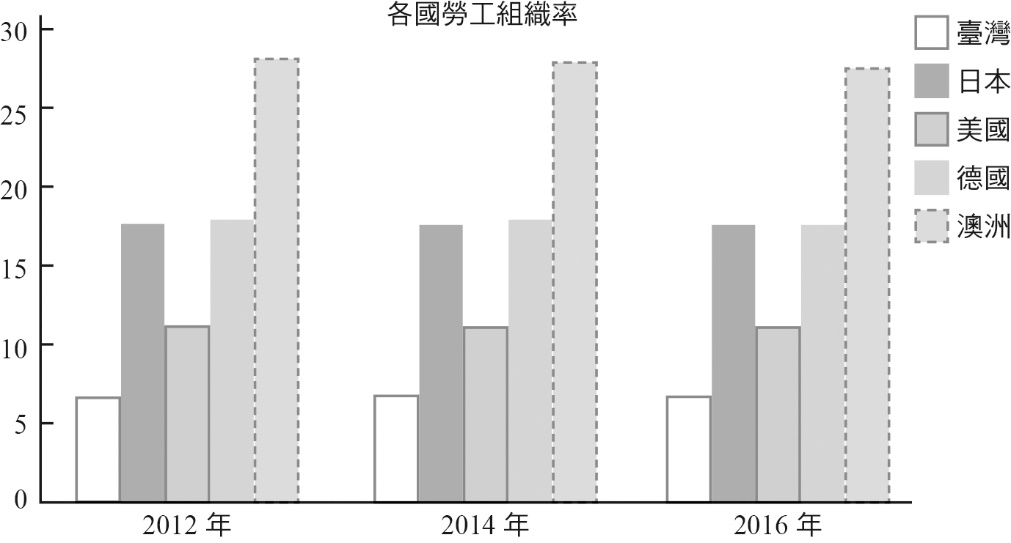 各國勞工組織率
30
25
20
15
10
5
0
2012 年
2014 年
2016 年
臺灣
日本
美國
德國
澳洲